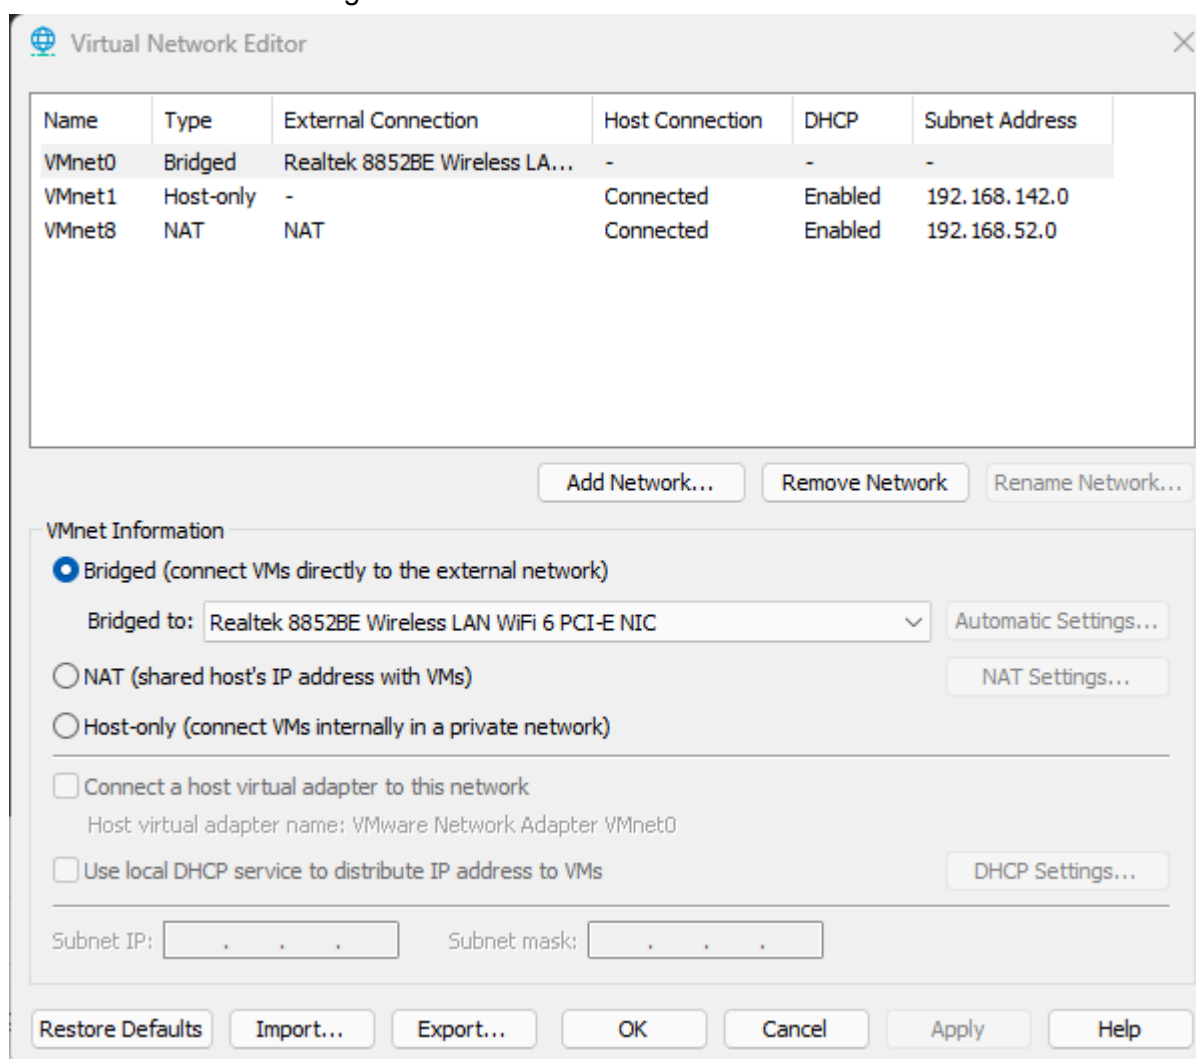 Virtual Network Editor
Name Type External Connection Host Connection DHCP Subnet Address
VMnet0 Bridged Realtek 8852BE Wireless LA... - - -
VMnet1 Host-only - Connected Enabled 192.168.142.0
VMnet8 NAT NAT Connected Enabled 192.168.52.0
Add Network... Remove Network Rename Network...
VMnet Information
Bridged (connect VMs directly to the external network)
Bridged to: Realtek 8852BE Wireless LAN WiFi 6 PCI-E NIC Automatic Settings...
NAT (shared host's IP address with VMs) NAT Settings...
Host-only (connect VMs internally in a private network)
Connect a host virtual adapter to this network
Host virtual adapter name: VMware Network Adapter VMnet0
Use local DHCP service to distribute IP address to VMs DHCP Settings...
Subnet IP: . . . Subnet mask: . . .
Restore Defaults Import... Export... OK Cancel Apply Help